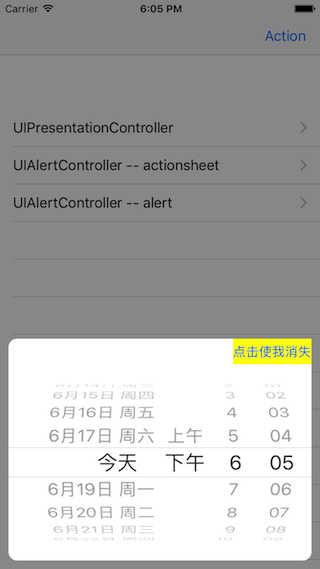 Carrier 6:05 PM
Action
UIPresentationController
UIAlertController -- actionsheet
UIAlertController -- alert
点击使我消失
6月15日 周四 3 02
6月16日 周五 4 03
6月17日 周六 上午 5 04
今天 下午 6 05
6月19日 周一 7 06
6月20日 周二 8 07
6月21日 周三 9 08